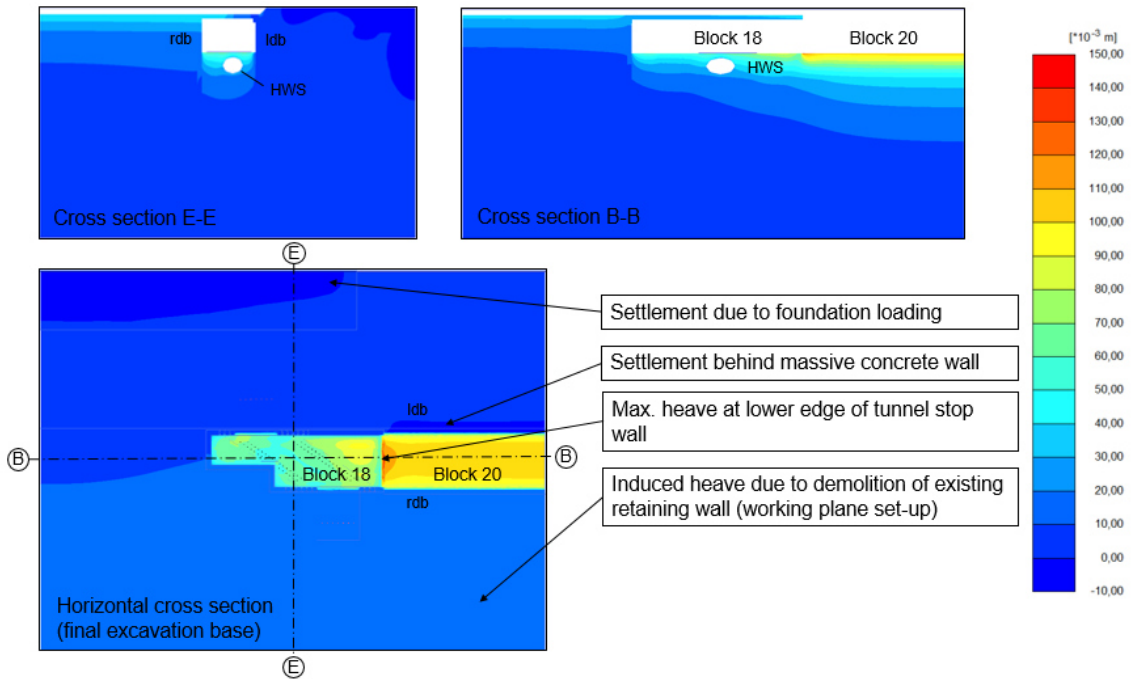 rdb
ldb
HWS
Cross section E-E
Block 18
Block 20
HWS
Cross section B-B
[*10⁻³ m]
150,00
140,00
130,00
120,00
110,00
100,00
90,00
80,00
70,00
60,00
50,00
40,00
30,00
20,00
10,00
0,00
-10,00
E
Settlement due to foundation loading
Settlement behind massive concrete wall
ldb
Max. heave at lower edge of tunnel stop
wall
B
Block 18
Block 20
B
rdb
Induced heave due to demolition of existing
retaining wall (working plane set-up)
Horizontal cross section
(final excavation base)
E